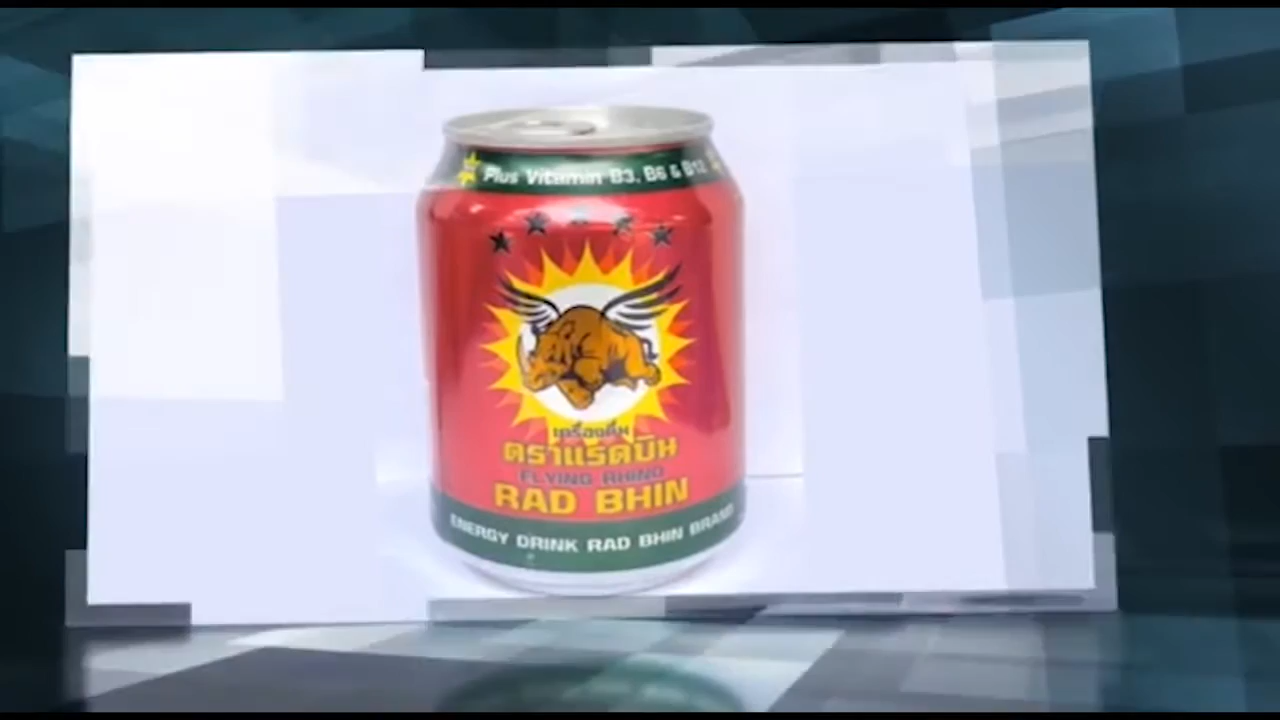 Plus Vitamin B3, B6 & B12
เครื่องดื่ม
ตราแรดบิน
FLYING RHINO
RAD BHIN
ENERGY DRINK RAD BHIN BRAND